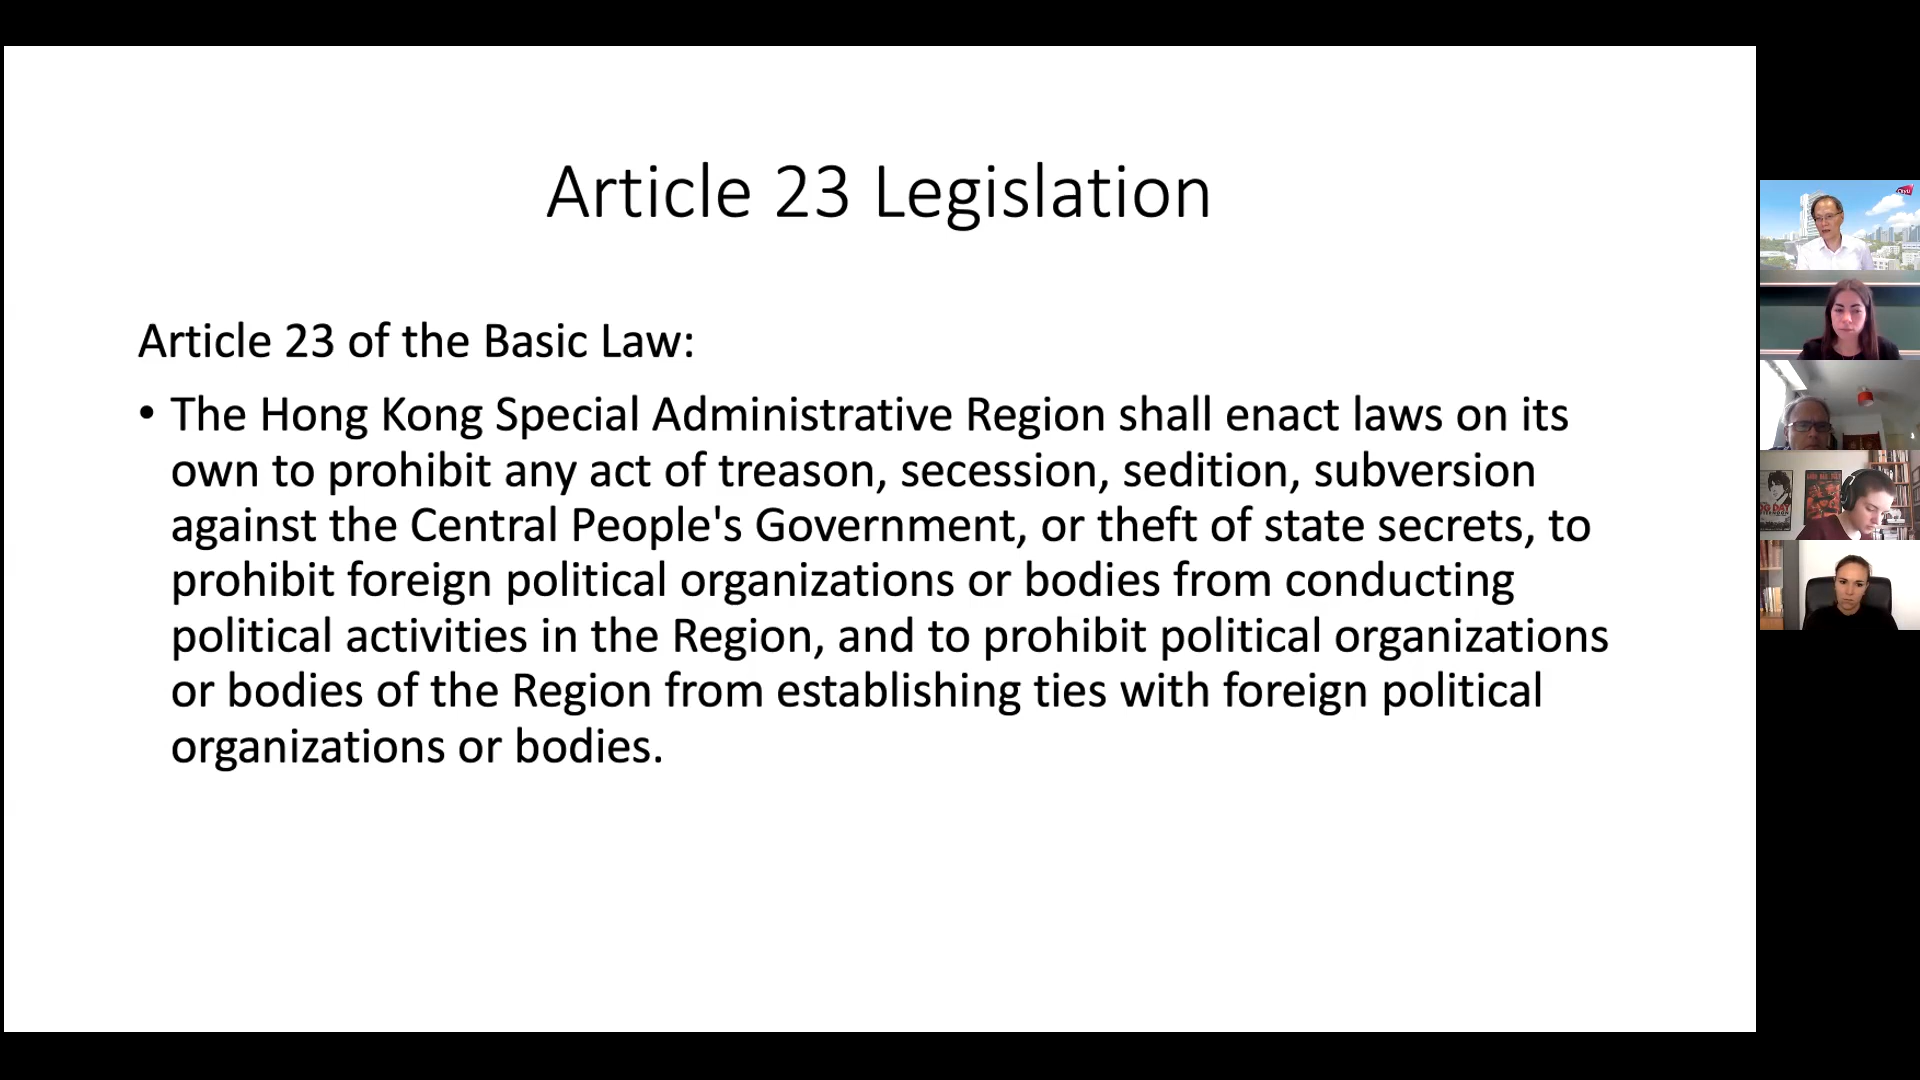 Article 23 Legislation
Article 23 of the Basic Law:
• The Hong Kong Special Administrative Region shall enact laws on its
own to prohibit any act of treason, secession, sedition, subversion
against the Central People's Government, or theft of state secrets, to
prohibit foreign political organizations or bodies from conducting
political activities in the Region, and to prohibit political organizations
or bodies of the Region from establishing ties with foreign political
organizations or bodies.
CityU